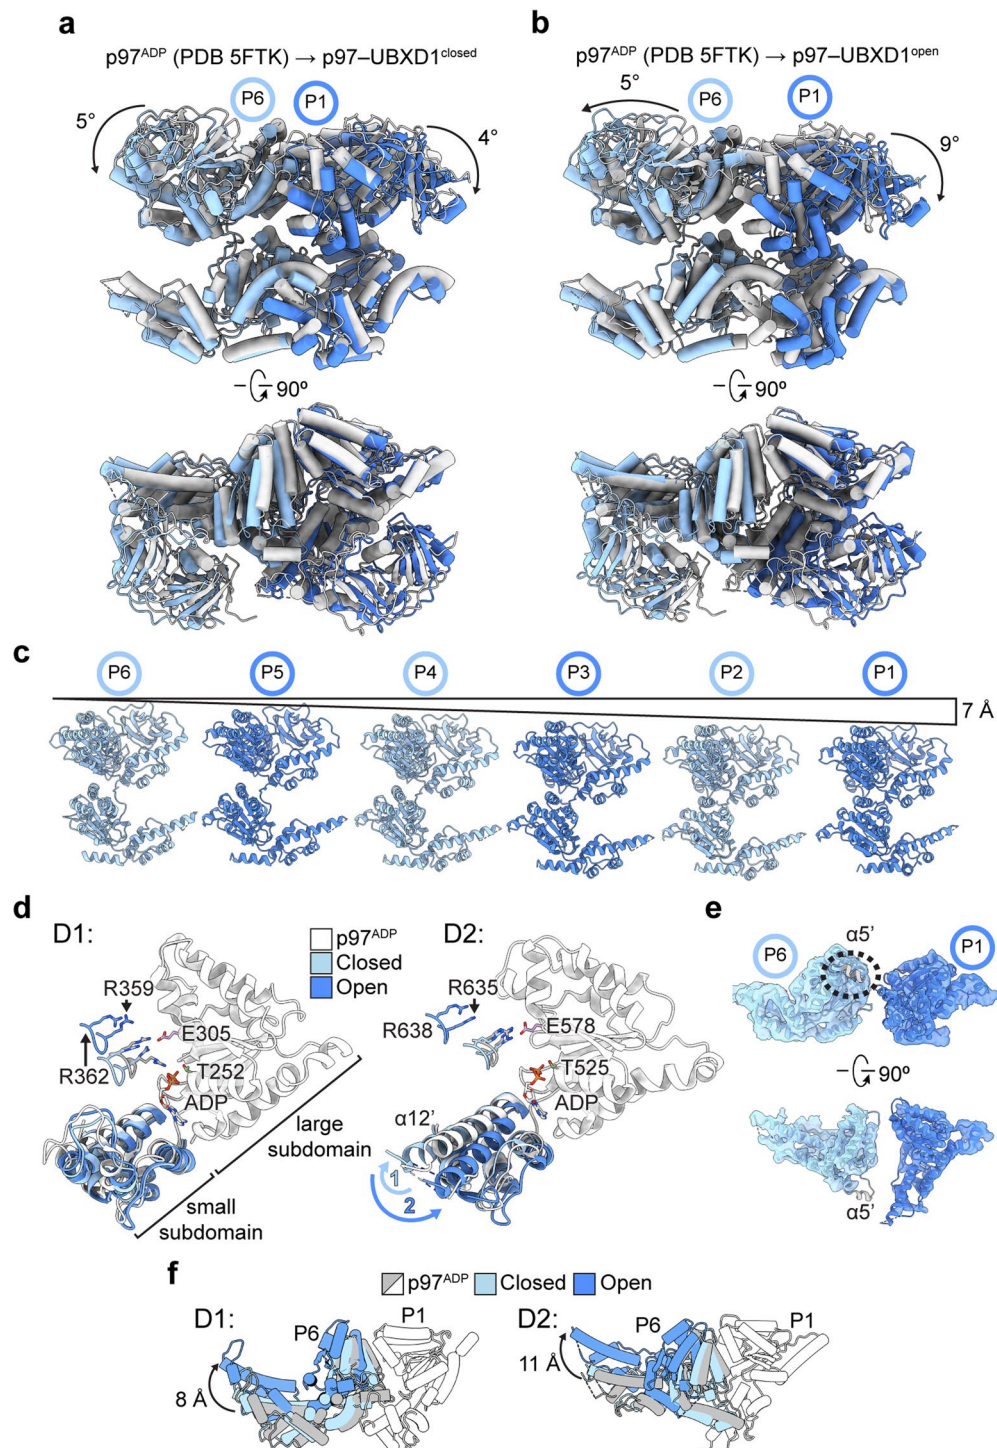 a
p97ADP (PDB 5FTK) → p97–UBXD1closed
P6
P1
5°
4°
90º
b
p97ADP (PDB 5FTK) → p97–UBXD1open
5°
P6
P1
9°
90º
c
P6
P5
P4
P3
P2
P1
7 Å
d
D1:
p97ADP
Closed
Open
R359
R362
E305
T252
ADP
large
subdomain
small
subdomain
D2:
R635
R638
E578
T525
ADP
α12'
1
2
e
P6
α5'
P1
90º
α5'
f
p97ADP
Closed
Open
D1:
P6
P1
8 Å
D2:
P6
P1
11 Å